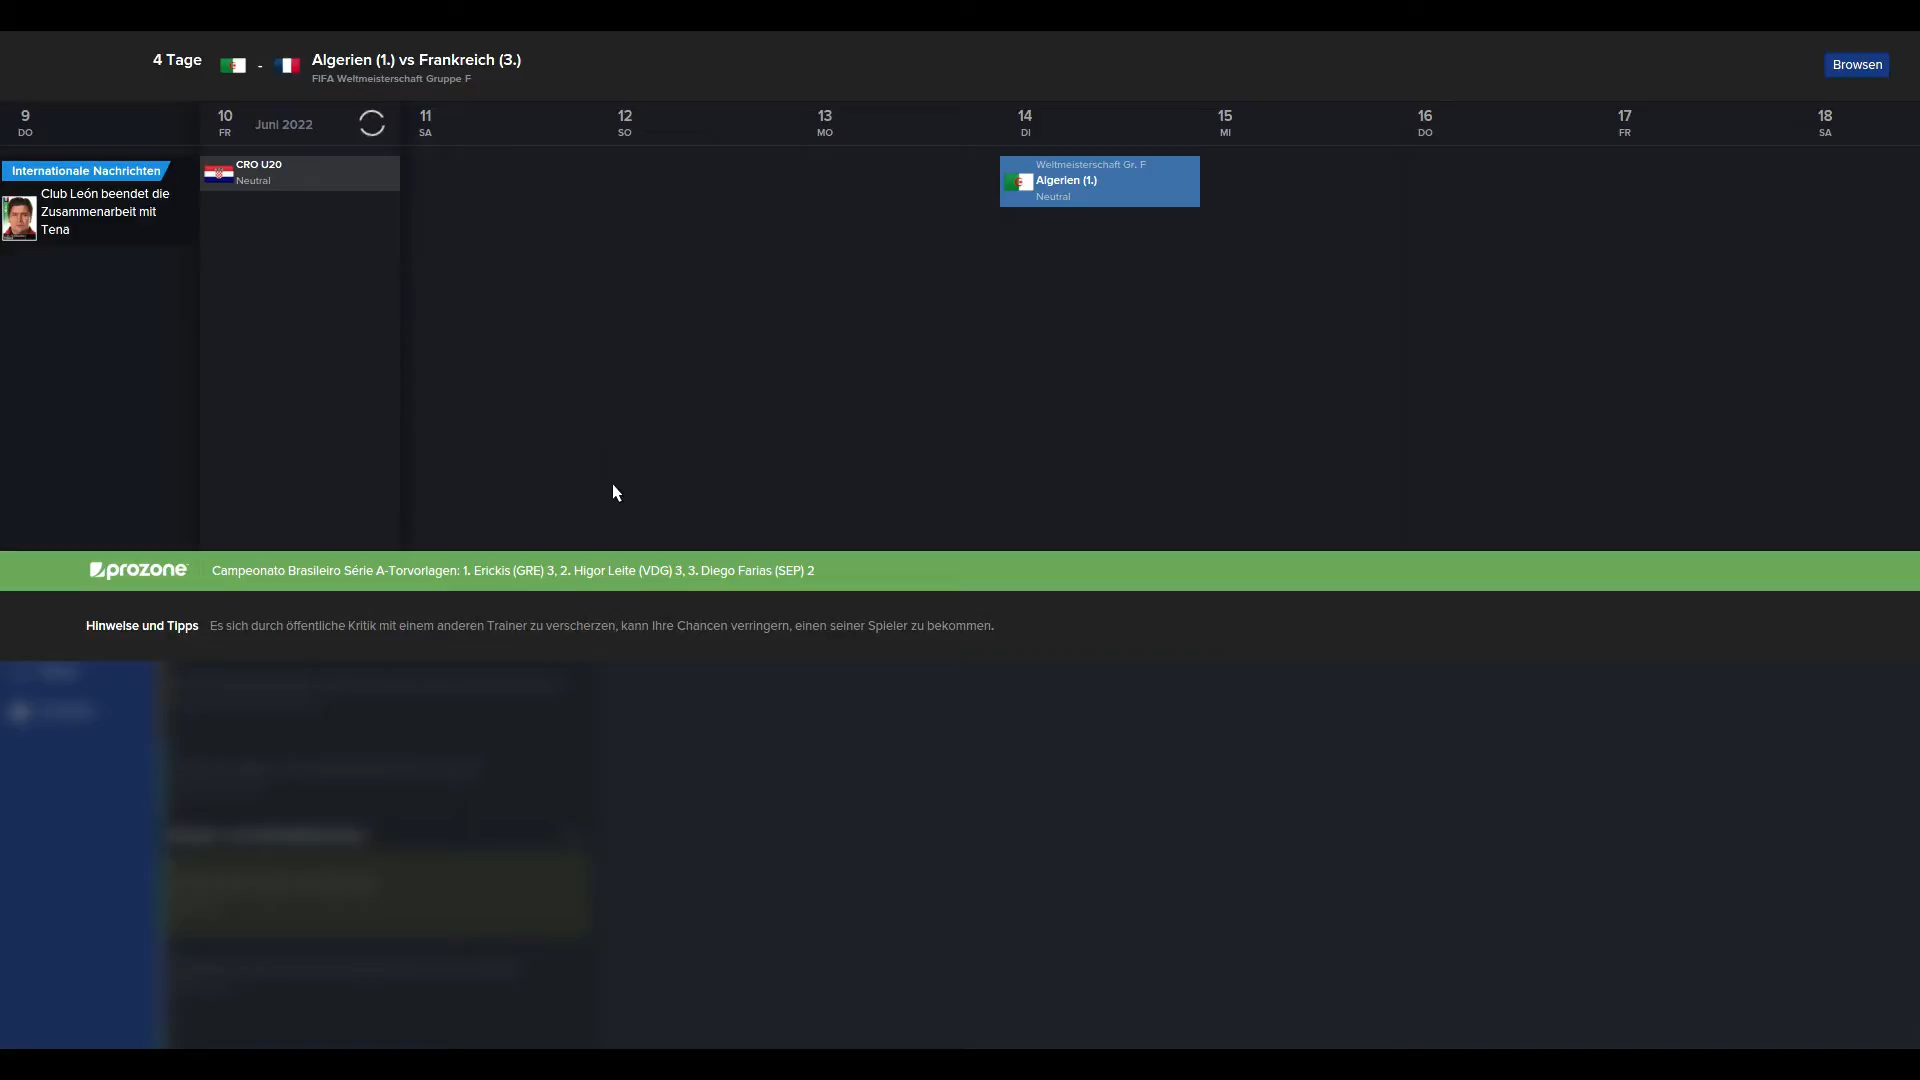 4 Tage
-
Algerien (1.) vs Frankreich (3.)
FIFA Weltmeisterschaft Gruppe F
Browsen
9
DO
10
FR
Juni 2022
11
SA
12
SO
13
MO
14
DI
15
MI
16
DO
17
FR
18
SA
Internationale Nachrichten
Club León beendet die
Zusammenarbeit mit
Tena
CRO U20
Neutral
Weltmeisterschaft Gr. F
Algerien (1.)
Neutral
prozone
Campeonato Brasileiro Série A-Torvorlagen: 1. Erickis (GRE) 3, 2. Higor Leite (VDG) 3, 3. Diego Farias (SEP) 2
Hinweise und Tipps
Es sich durch öffentliche Kritik mit einem anderen Trainer zu verscherzen, kann Ihre Chancen verringern, einen seiner Spieler zu bekommen.